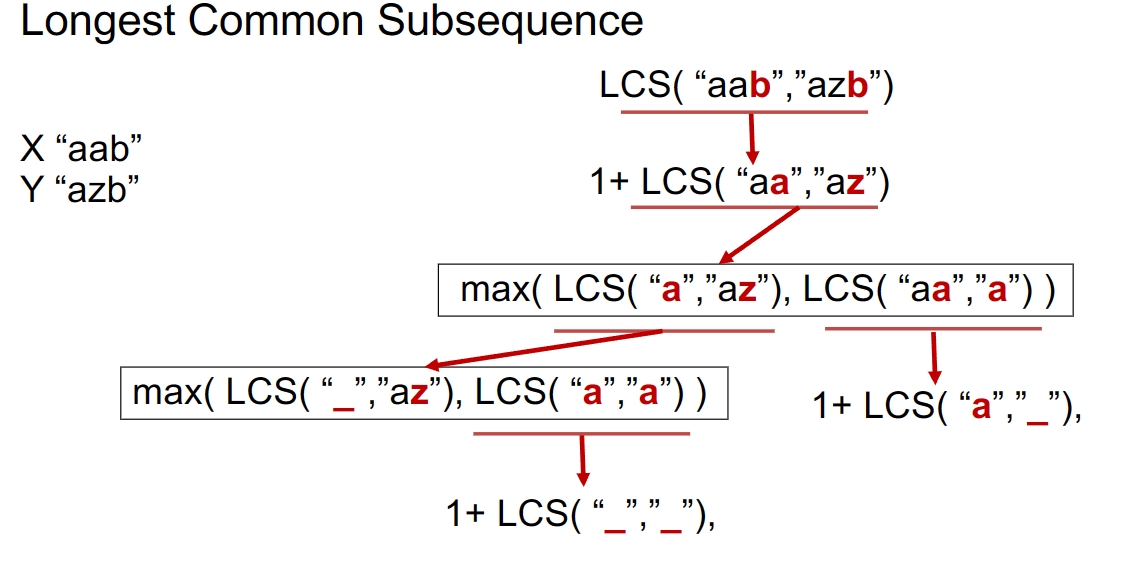 Longest Common Subsequence
LCS( “aab”,”azb”)
X “aab”
Y “azb”
1+ LCS( “aa”,”az”)
max( LCS( “a”,”az”), LCS( “aa”,”a”) )
max( LCS( “_”,”az”), LCS( “a”,”a”) )
1+ LCS( “a”,”_”),
1+ LCS( “_”,”_”),